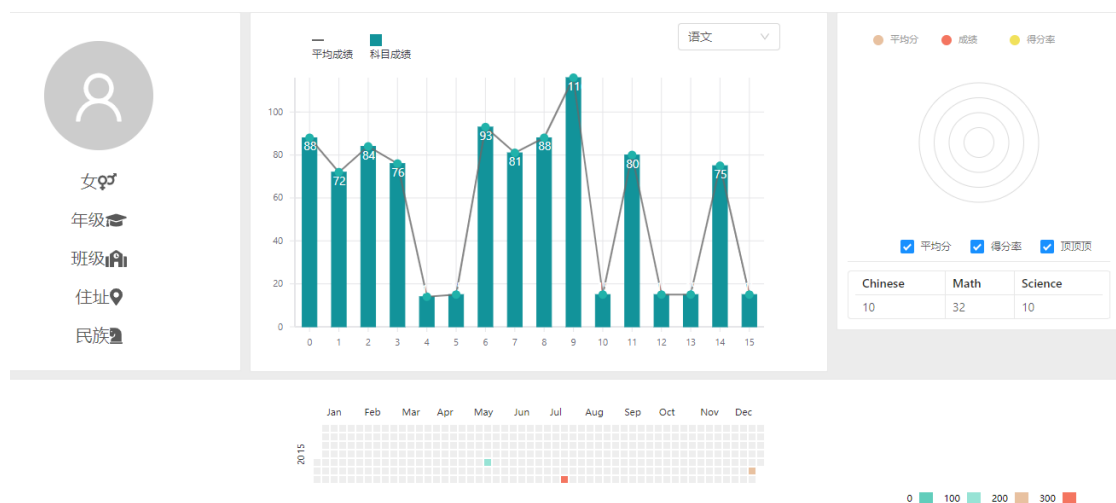 女
年级
班级
住址
民族
平均成绩 科目成绩
语文
100
80
60
40
20
0
88 72 84 76 93 81 88 11 80 75
0 1 2 3 4 5 6 7 8 9 10 11 12 13 14 15
平均分 成绩 得分率
平均分 得分率 顶顶顶
Chinese Math Science
10 32 10
Jan Feb Mar Apr May Jun Jul Aug Sep Oct Nov Dec
2015
0 100 200 300